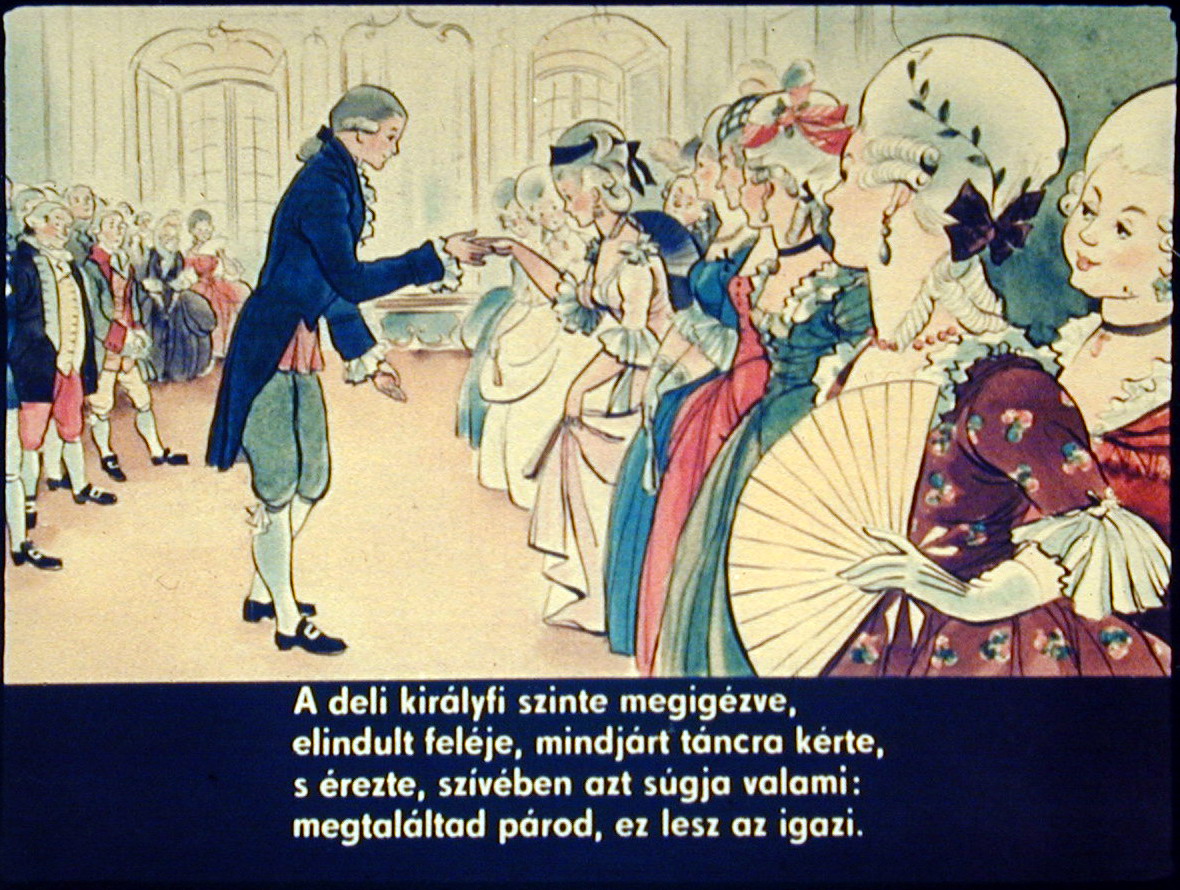 A deli királyfi szinte megigézve,
elindult feléje, mindjárt táncra kérte,
s érezte, szívében azt súgja valami:
megtaláltad párod, ez lesz az igazi.